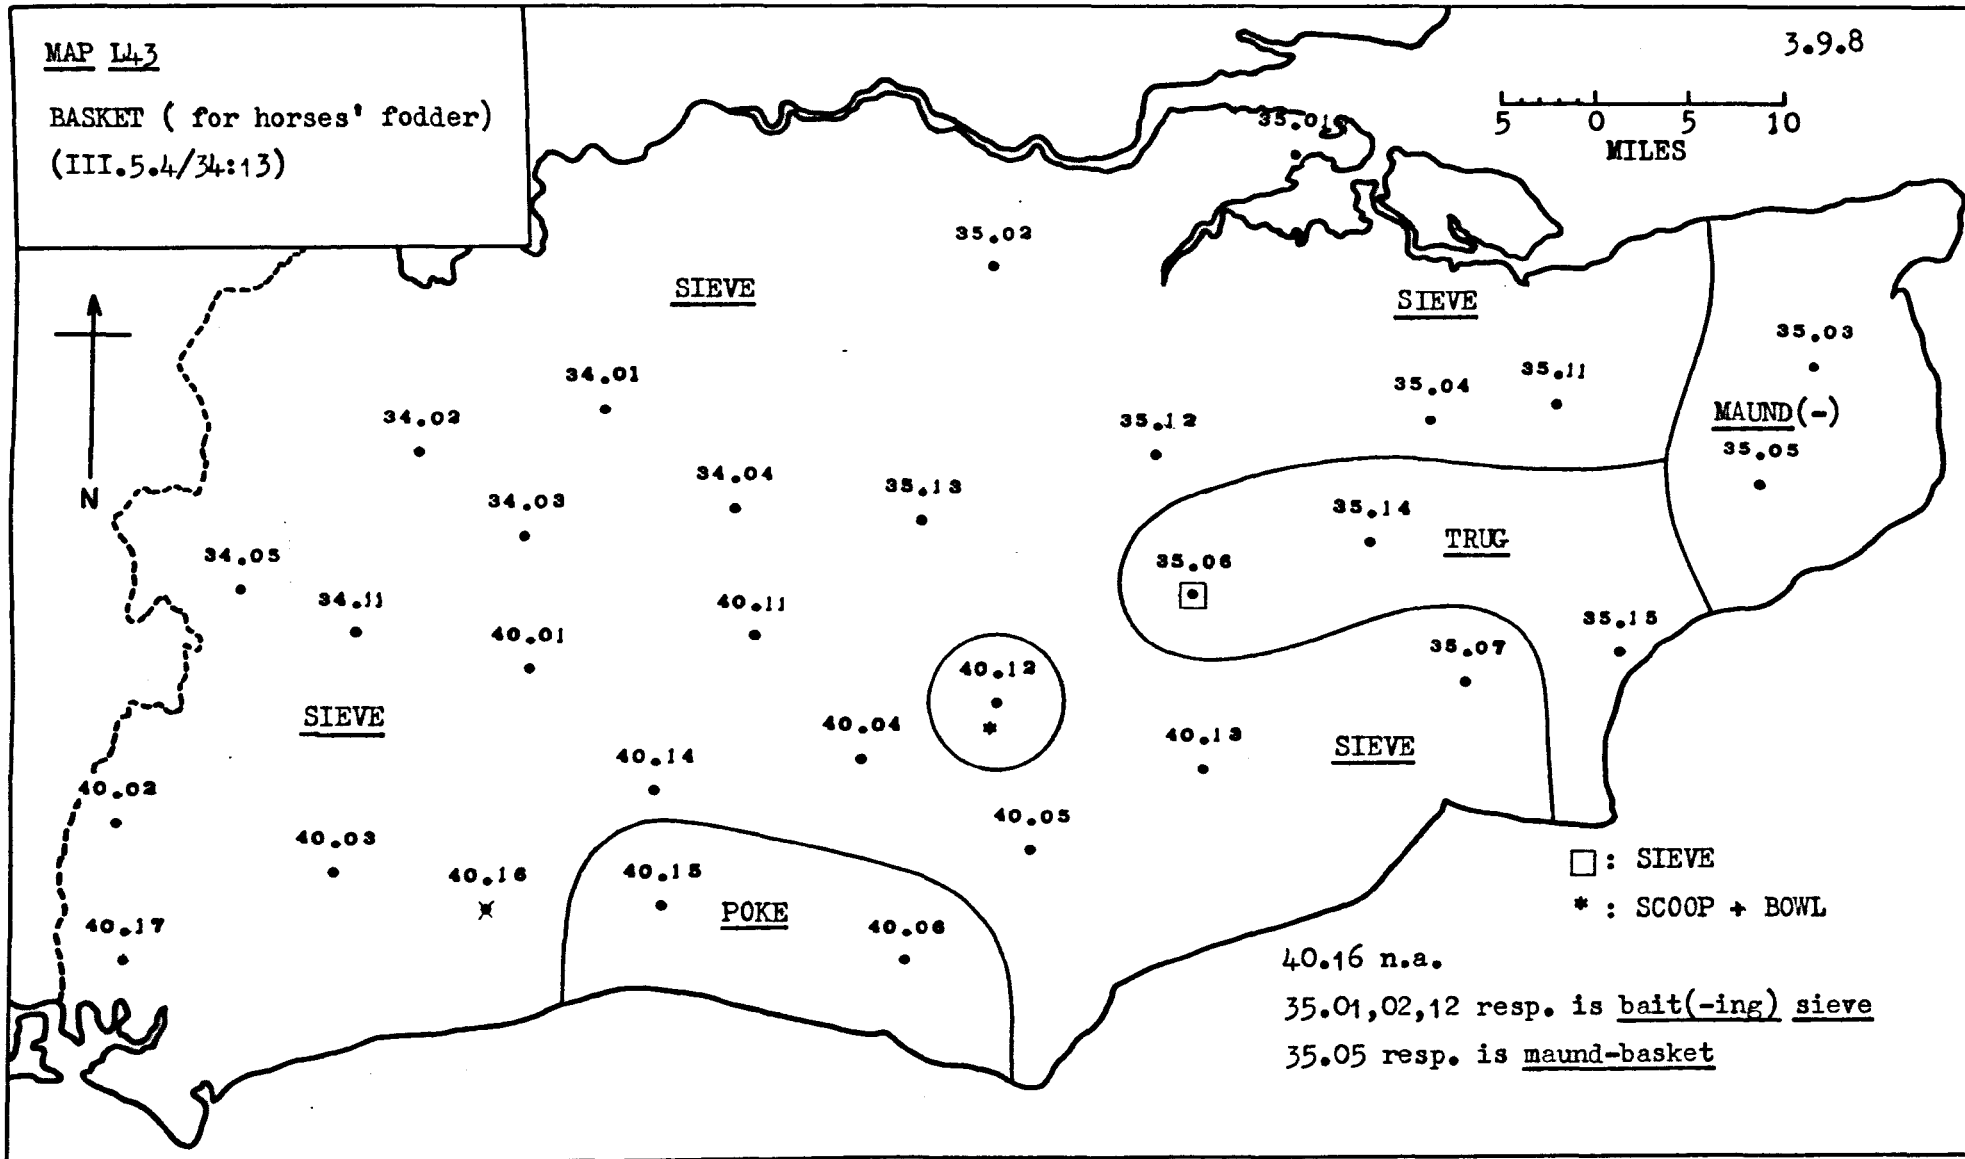 MAP L43
BASKET ( for horses' fodder)
(III.5.4/34:13)
3.9.8
5 0 5 10
MILES
35.01
35.02
SIEVE
SIEVE
35.03
34.01
35.04
35.11
34.02
35.12
MAUND(-)
35.05
34.04
35.13
34.03
35.14
N
TRUG
34.05
35.06
34.11
40.11
35.15
40.01
35.07
40.12
*
SIEVE
40.04
40.13
SIEVE
40.14
40.02
40.05
40.03
40.16
40.15
POKE
40.17
40.06
□ : SIEVE
* : SCOOP + BOWL
40.16 n.a.
35.01,02,12 resp. is bait(-ing) sieve
35.05 resp. is maund-basket